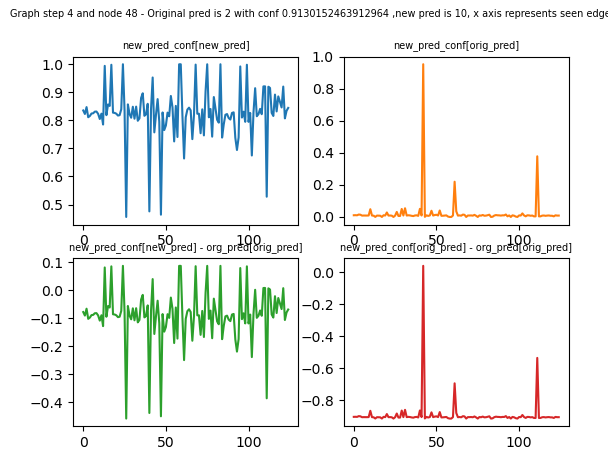 Graph step 4 and node 48 - Original pred is 2 with conf 0.9130152463912964 ,new pred is 10, x axis represents seen edge
new_pred_conf[new_pred] new_pred_conf[orig_pred]
1.0 0.9 0.8 0.7 0.6 0.5
1.0 0.8 0.6 0.4 0.2 0.0
0 50 100 0 50 100
new_pred_conf[new_pred] - org_pred[orig_pred] new_pred_conf[orig_pred] - org_pred[orig_pred]
0.1 0.0 −0.1 −0.2 −0.3 −0.4
0.0 −0.2 −0.4 −0.6 −0.8
0 50 100 0 50 100